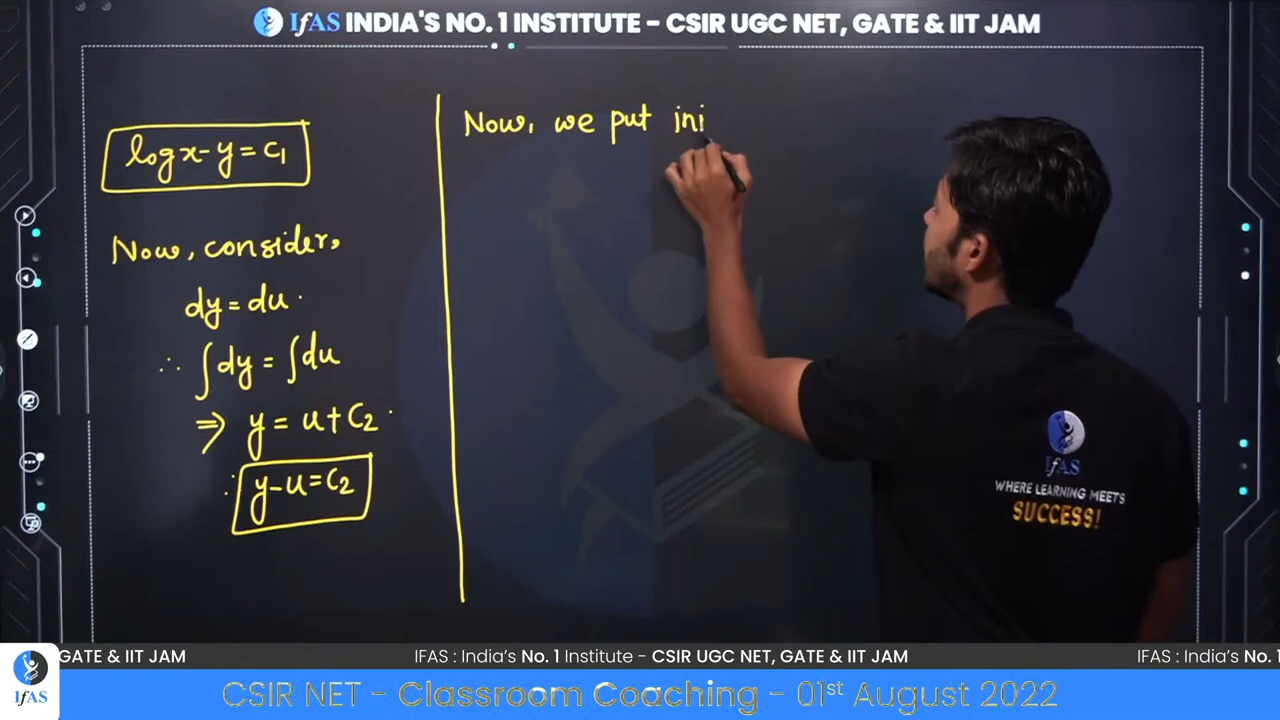 IfAS INDIA'S NO. 1 INSTITUTE - CSIR UGC NET, GATE & IIT JAM
log x - y = c₁
Now, consider,
dy = du.
∴ ∫dy = ∫du
⇒ y = u + c₂.
∴ y - u = c₂
Now, we put ini
IfAS
WHERE LEARNING MEETS
SUCCESS!
GATE & IIT JAM
IFAS : India's No. 1 Institute - CSIR UGC NET, GATE & IIT JAM
IFAS : India's No. 1
IfAS
CSIR NET - Classroom Coaching - 01st August 2022